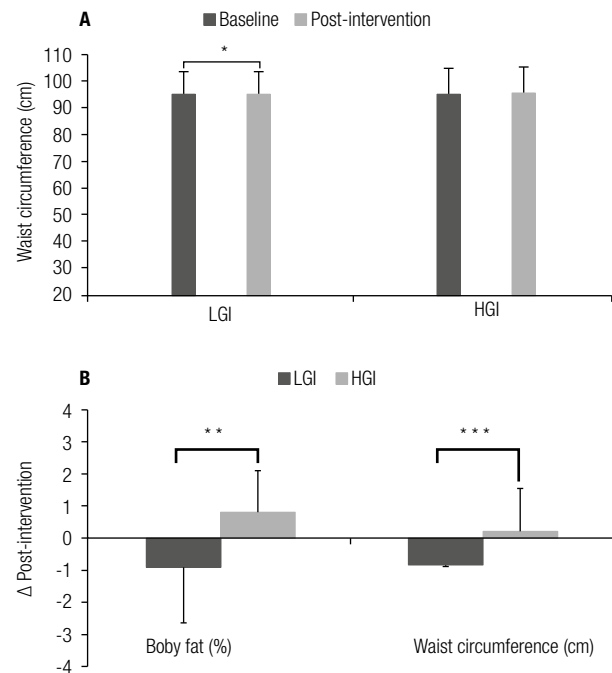 A
Baseline Post-intervention
Waist circumference (cm)
110
100
90
80
70
60
50
40
30
20
*
LGI HGI
B
LGI HGI
Δ Post-intervention
4
3
2
1
0
-1
-2
-3
-4
** ***
Boby fat (%) Waist circumference (cm)